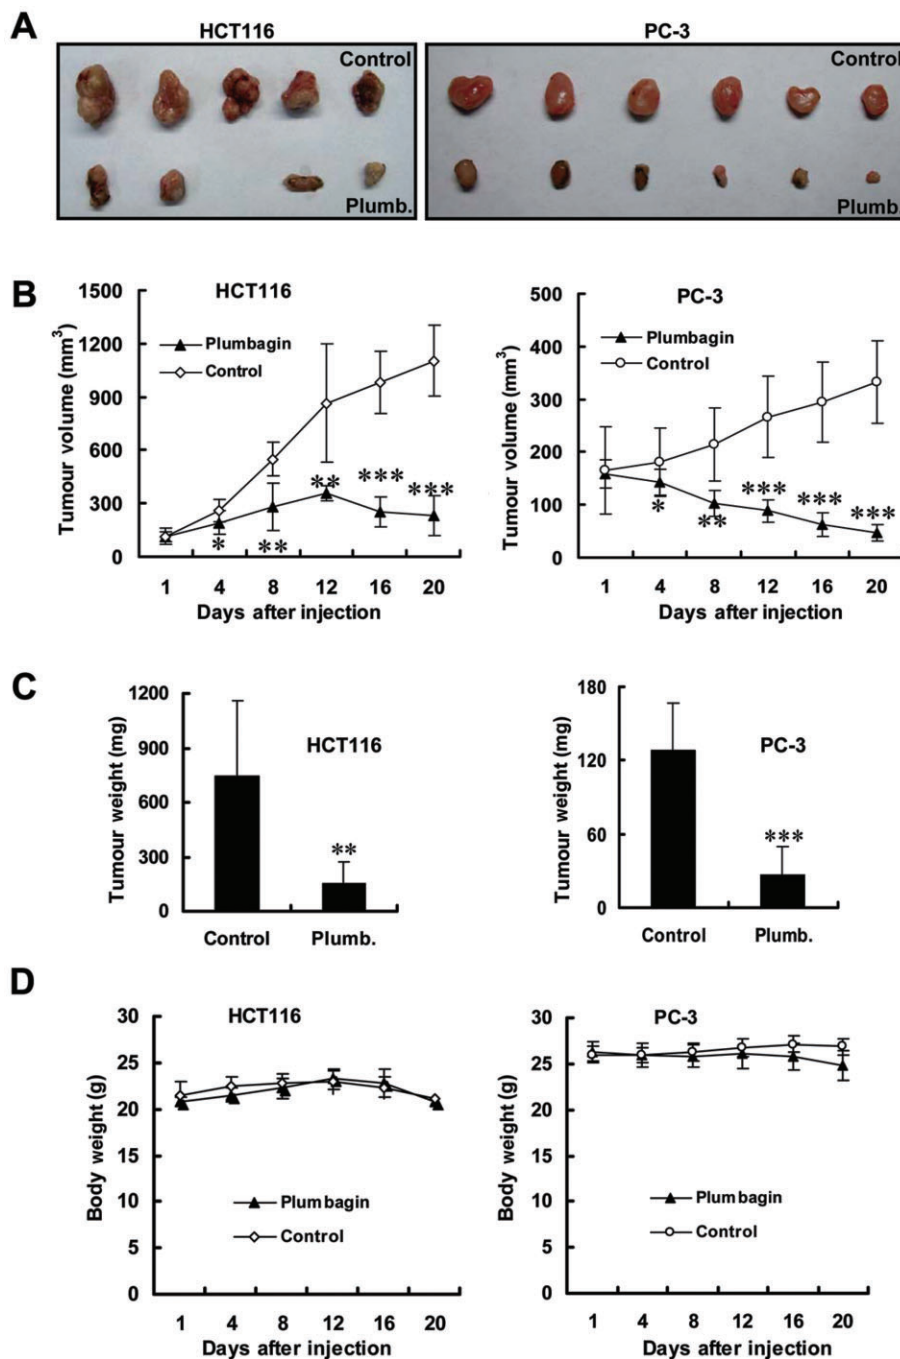 A
HCT116
PC-3
Control
Control
Plumb.
Plumb.
B
HCT116
Tumour volume (mm³)
1500
1200
900
600
300
0
Plumbagin
Control
*
**
**
***
***
1 4 8 12 16 20
Days after injection
PC-3
Tumour volume (mm³)
500
400
300
200
100
0
Plumbagin
Control
*
**
***
***
***
1 4 8 12 16 20
Days after injection
C
HCT116
Tumour weight (mg)
1200
900
600
300
0
**
Control Plumb.
PC-3
Tumour weight (mg)
180
120
60
0
***
Control Plumb.
D
HCT116
Body weight (g)
30
25
20
15
10
5
0
Plumbagin
Control
1 4 8 12 16 20
Days after injection
PC-3
Body weight (g)
30
25
20
15
10
5
0
Plumbagin
Control
1 4 8 12 16 20
Days after injection